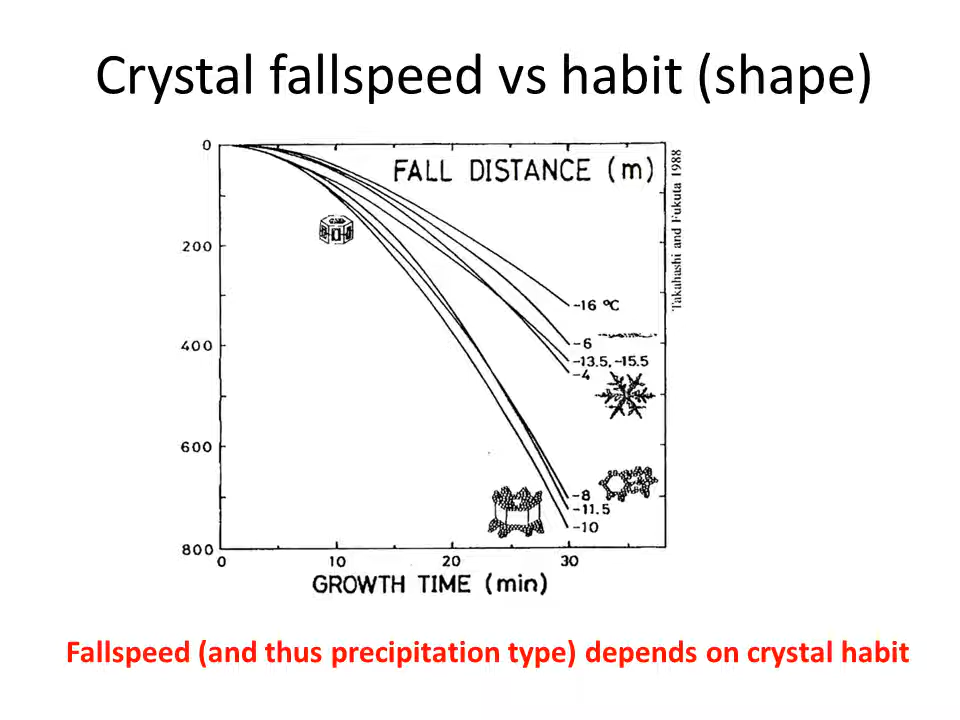 Crystal fallspeed vs habit (shape)
0
FALL DISTANCE (m)
200
400
600
800
-16 °C
-6
-13.5, -15.5
-4
-8
-11.5
-10
0
10
20
30
GROWTH TIME (min)
Takahashi and Fukuta 1988
Fallspeed (and thus precipitation type) depends on crystal habit